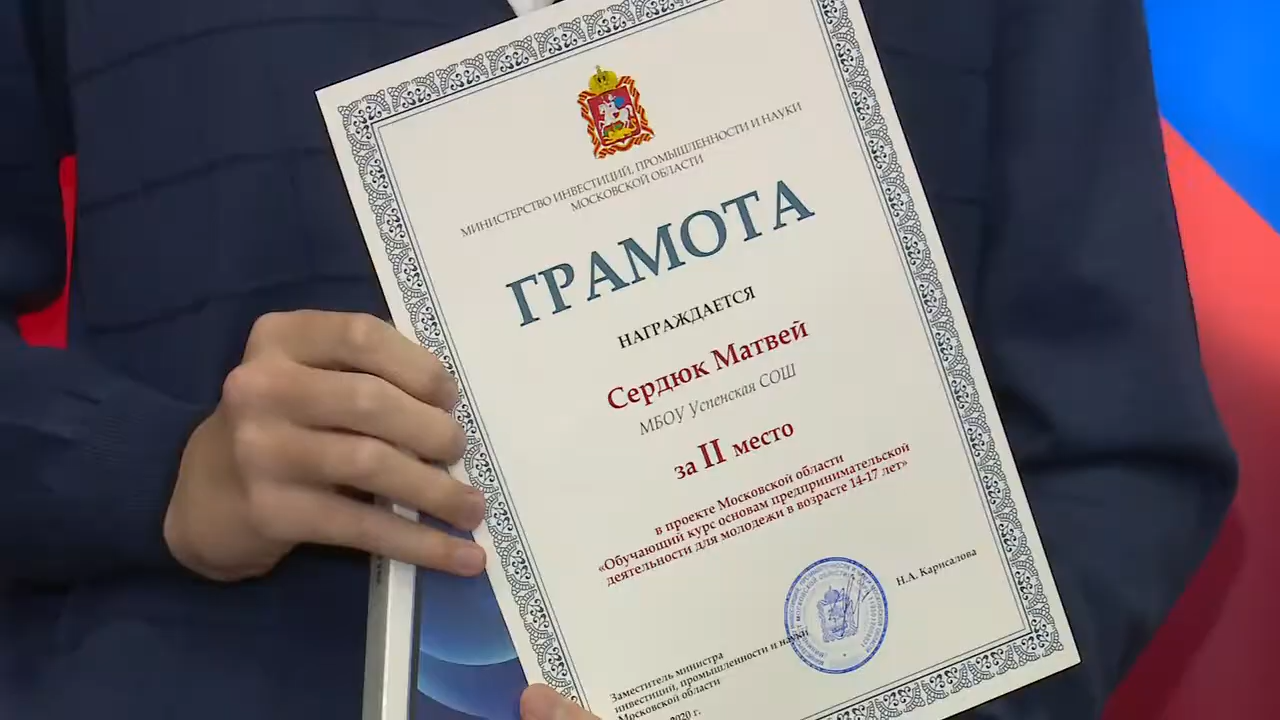 МИНИСТЕРСТВО ИНВЕСТИЦИЙ, ПРОМЫШЛЕННОСТИ И НАУКИ
МОСКОВСКОЙ ОБЛАСТИ
ГРАМОТА
НАГРАЖДАЕТСЯ
Сердюк Матвей
МБОУ Успенская СОШ
за II место
в проекте Московской области
«Обучающий курс основам предпринимательской
деятельности для молодежи в возрасте 14-17 лет»
Н.А. Карисалова
Заместитель министра
инвестиций, промышленности и науки
Московской области
2020 г.